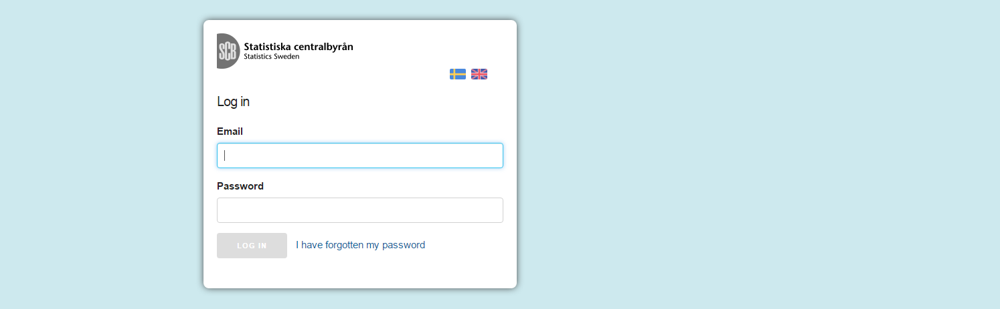 SCB
Statistiska centralbyrån
Statistics Sweden
Log in
Email
Password
LOG IN I have forgotten my password